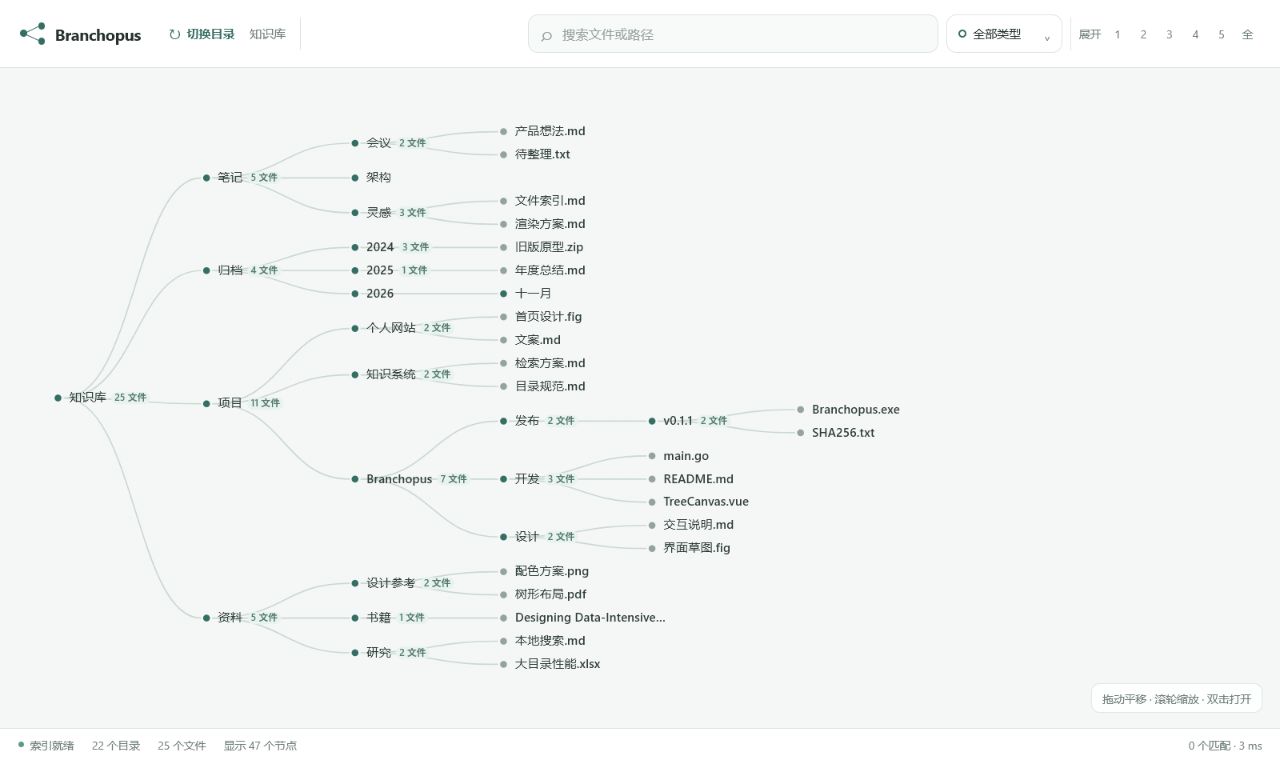 Branchopus
↻ 切换目录
知识库
搜索文件或路径
全部类型
展开 1 2 3 4 5 全
知识库 25 文件
笔记 5 文件
会议 2 文件
产品想法.md
待整理.txt
架构
灵感 3 文件
文件索引.md
渲染方案.md
归档 4 文件
2024 3 文件
旧版原型.zip
2025 1 文件
年度总结.md
2026
十一月
项目 11 文件
个人网站 2 文件
首页设计.fig
文案.md
知识系统 2 文件
检索方案.md
目录规范.md
Branchopus 7 文件
发布 2 文件
v0.1.1 2 文件
Branchopus.exe
SHA256.txt
开发 3 文件
main.go
README.md
TreeCanvas.vue
设计 2 文件
交互说明.md
界面草图.fig
资料 5 文件
设计参考 2 文件
配色方案.png
树形布局.pdf
书籍 1 文件
Designing Data-Intensive...
研究 2 文件
本地搜索.md
大目录性能.xlsx
拖动平移 · 滚轮缩放 · 双击打开
索引就绪 22 个目录 25 个文件 显示 47 个节点
0 个匹配 · 3 ms